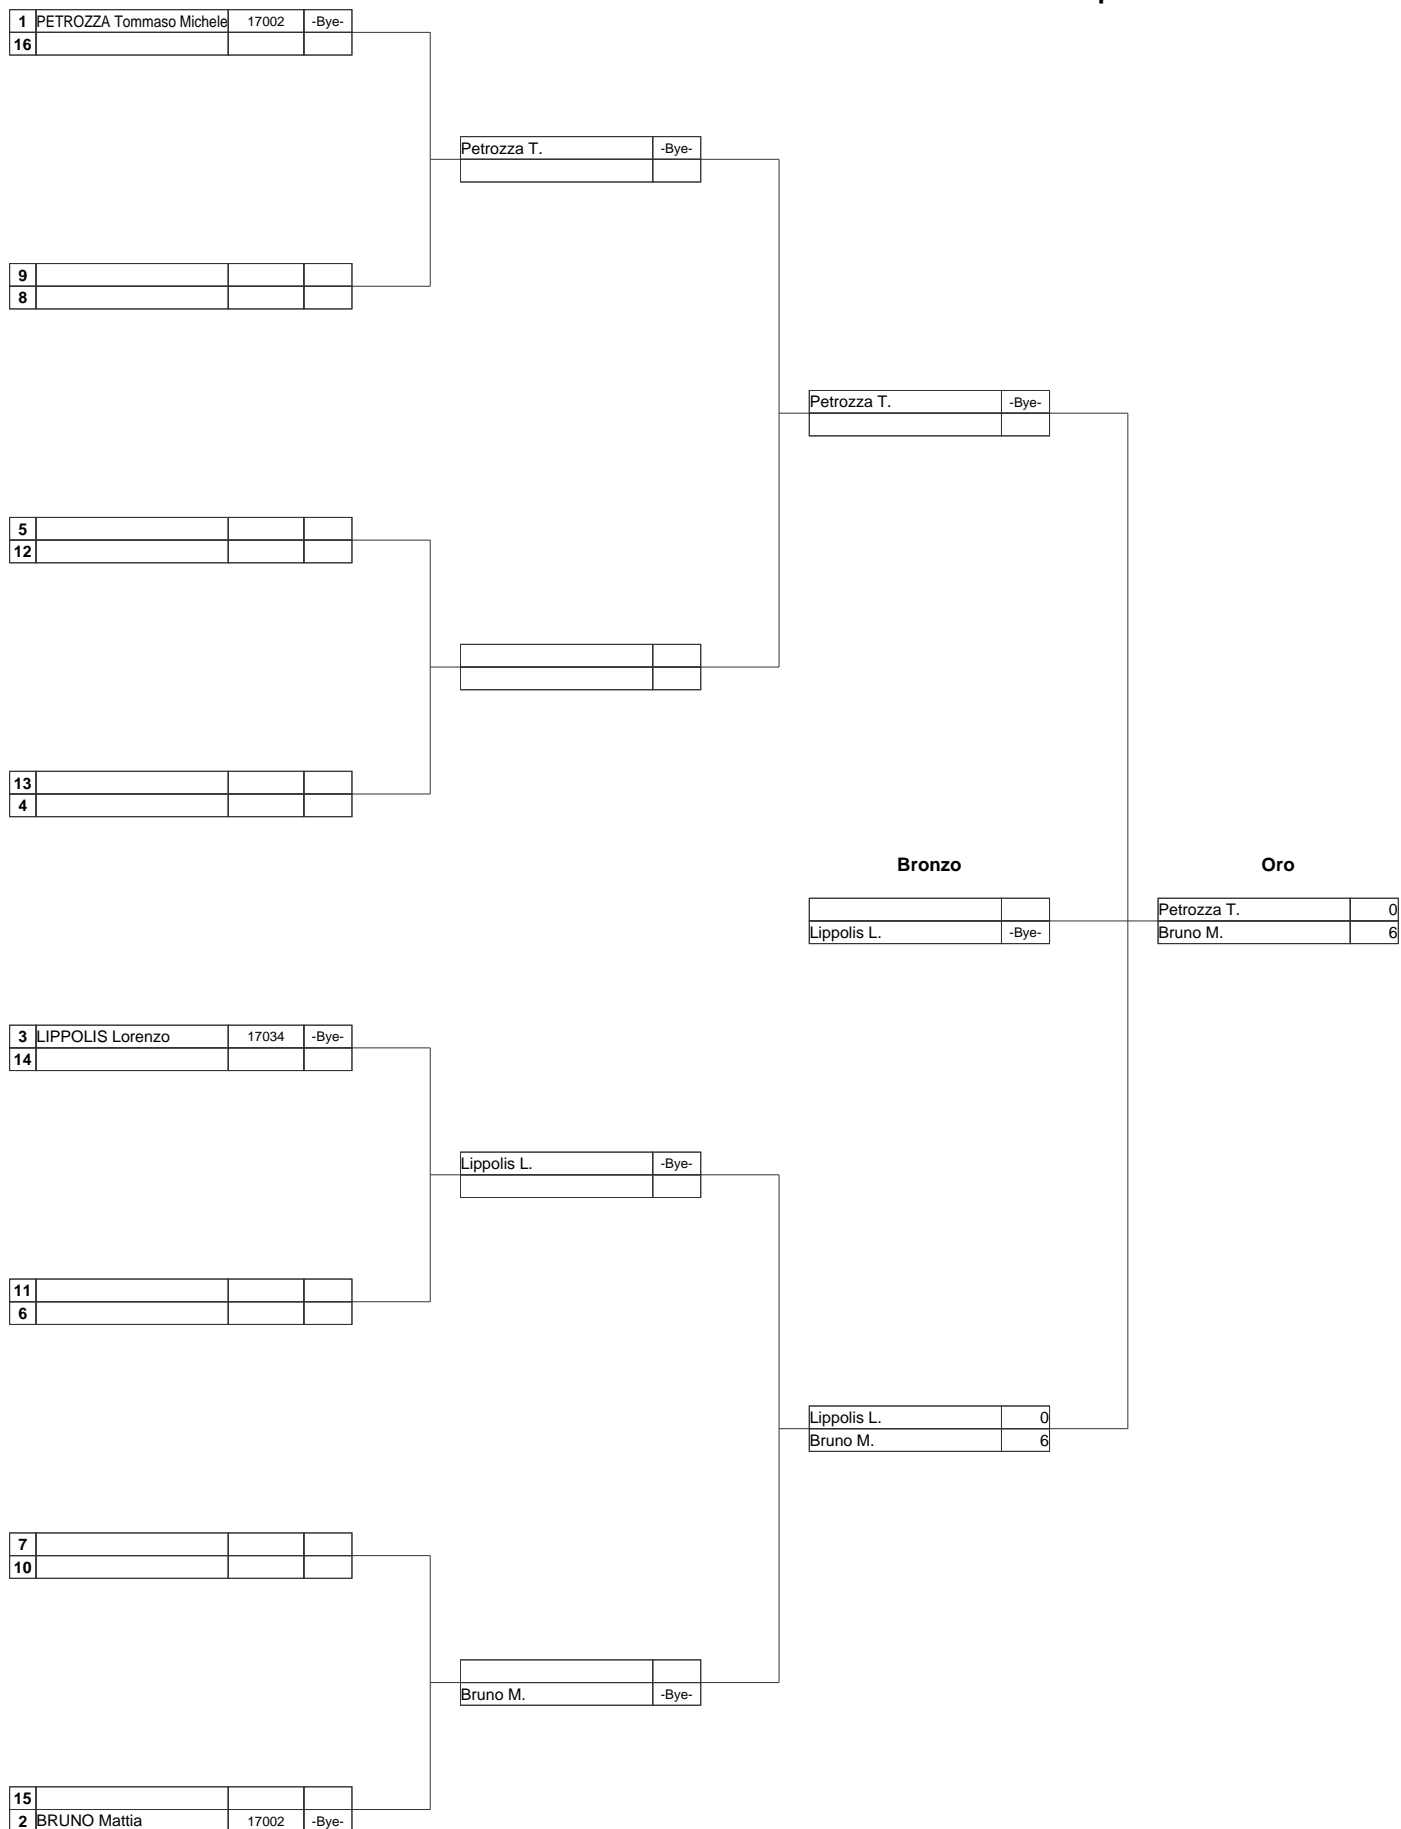 1 PETROZZA Tommaso Michele 17002 -Bye-
16
Petrozza T. -Bye-
9
8
Petrozza T. -Bye-
5
12
13
4
Bronzo Oro
Petrozza T. 0
Lippolis L. -Bye- Bruno M. 6
3 LIPPOLIS Lorenzo 17034 -Bye-
14
Lippolis L. -Bye-
11
6
Lippolis L. 0
Bruno M. 6
7
10
Bruno M. -Bye-
15
2 BRUNO Mattia 17002 -Bye-